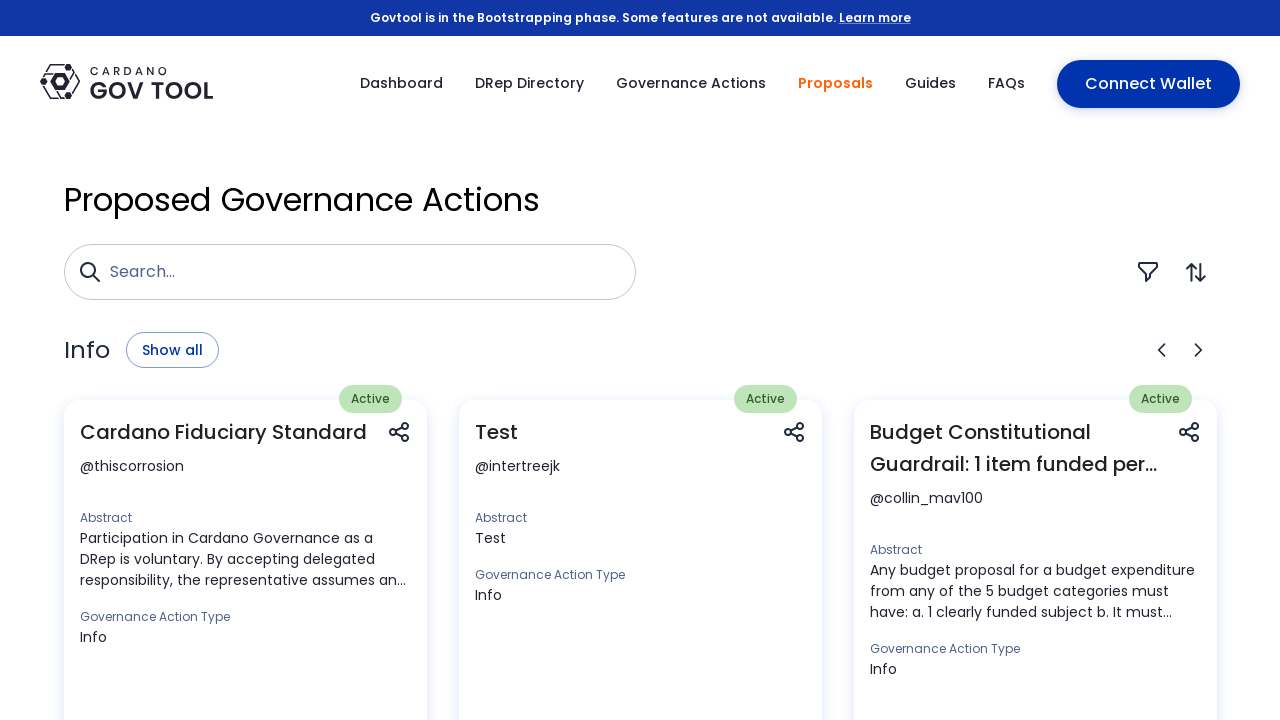 Govtool is in the Bootstrapping phase. Some features are not available. Learn more
CARDANO
GOV TOOL
Dashboard
DRep Directory
Governance Actions
Proposals
Guides
FAQs
Connect Wallet
Proposed Governance Actions
Search...
Info
Show all
Active
Cardano Fiduciary Standard
@thiscorrosion
Abstract
Participation in Cardano Governance as a
DRep is voluntary. By accepting delegated
responsibility, the representative assumes an...
Governance Action Type
Info
Active
Test
@intertreejk
Abstract
Test
Governance Action Type
Info
Active
Budget Constitutional
Guardrail: 1 item funded per...
@collin_mav100
Abstract
Any budget proposal for a budget expenditure
from any of the 5 budget categories must
have: a. 1 clearly funded subject b. It must...
Governance Action Type
Info